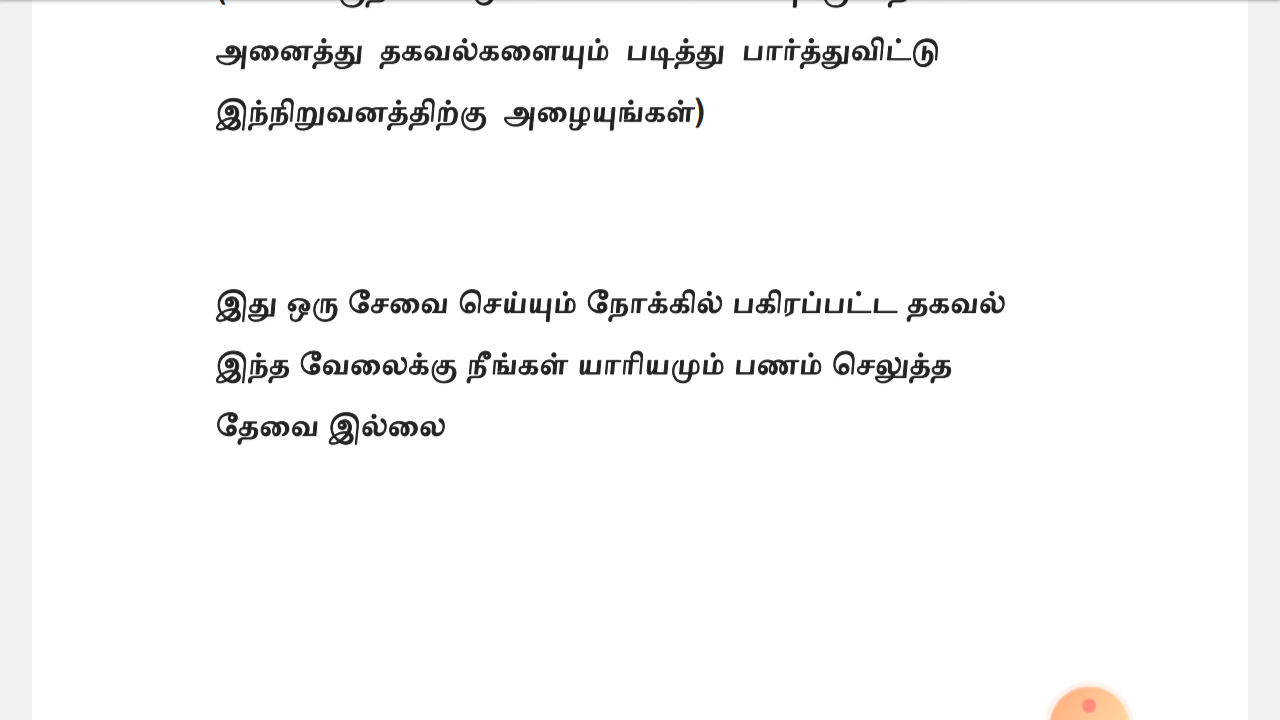 அனைத்து தகவல்களையும் படித்து பார்த்துவிட்டு
இந்நிறுவனத்திற்கு அழையுங்கள்)
இது ஒரு சேவை செய்யும் நோக்கில் பகிரப்பட்ட தகவல்
இந்த வேலைக்கு நீங்கள் யாரியமும் பணம் செலுத்த
தேவை இல்லை